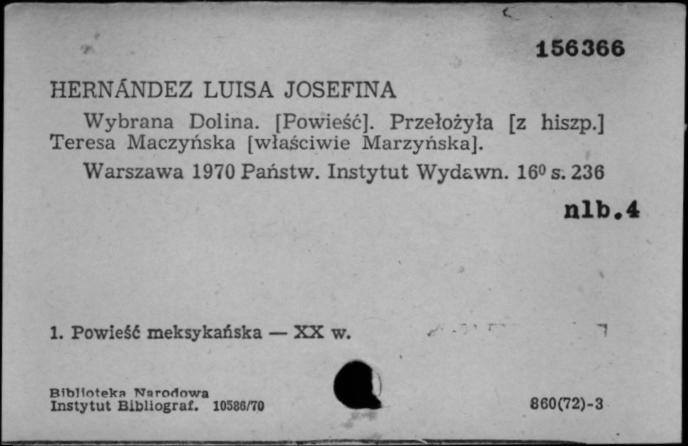 156366
HERNÁNDEZ LUISA JOSEFINA
Wybrana Dolina. [Powieść]. Przełożyła [z hiszp.]
Teresa Maczyńska [właściwie Marzyńska].
Warszawa 1970 Państw. Instytut Wydawn. 16⁰ s. 236
nlb.4
1. Powieść meksykańska — XX w.
Biblioteka Narodowa
Instytut Bibliograf. 10586/70
860(72)-3